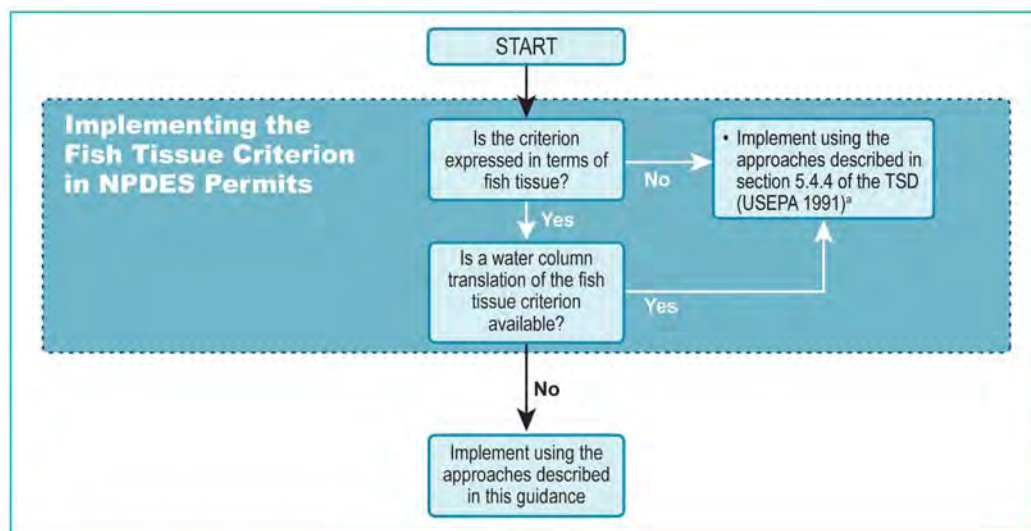 START
Implementing the
Fish Tissue Criterion
in NPDES Permits
Is the criterion
expressed in terms of
fish tissue?
No
• Implement using the
approaches described in
section 5.4.4 of the TSD
(USEPA 1991)ᵃ
Yes
Is a water column
translation of the fish
tissue criterion
available?
Yes
No
Implement using the
approaches described
in this guidance